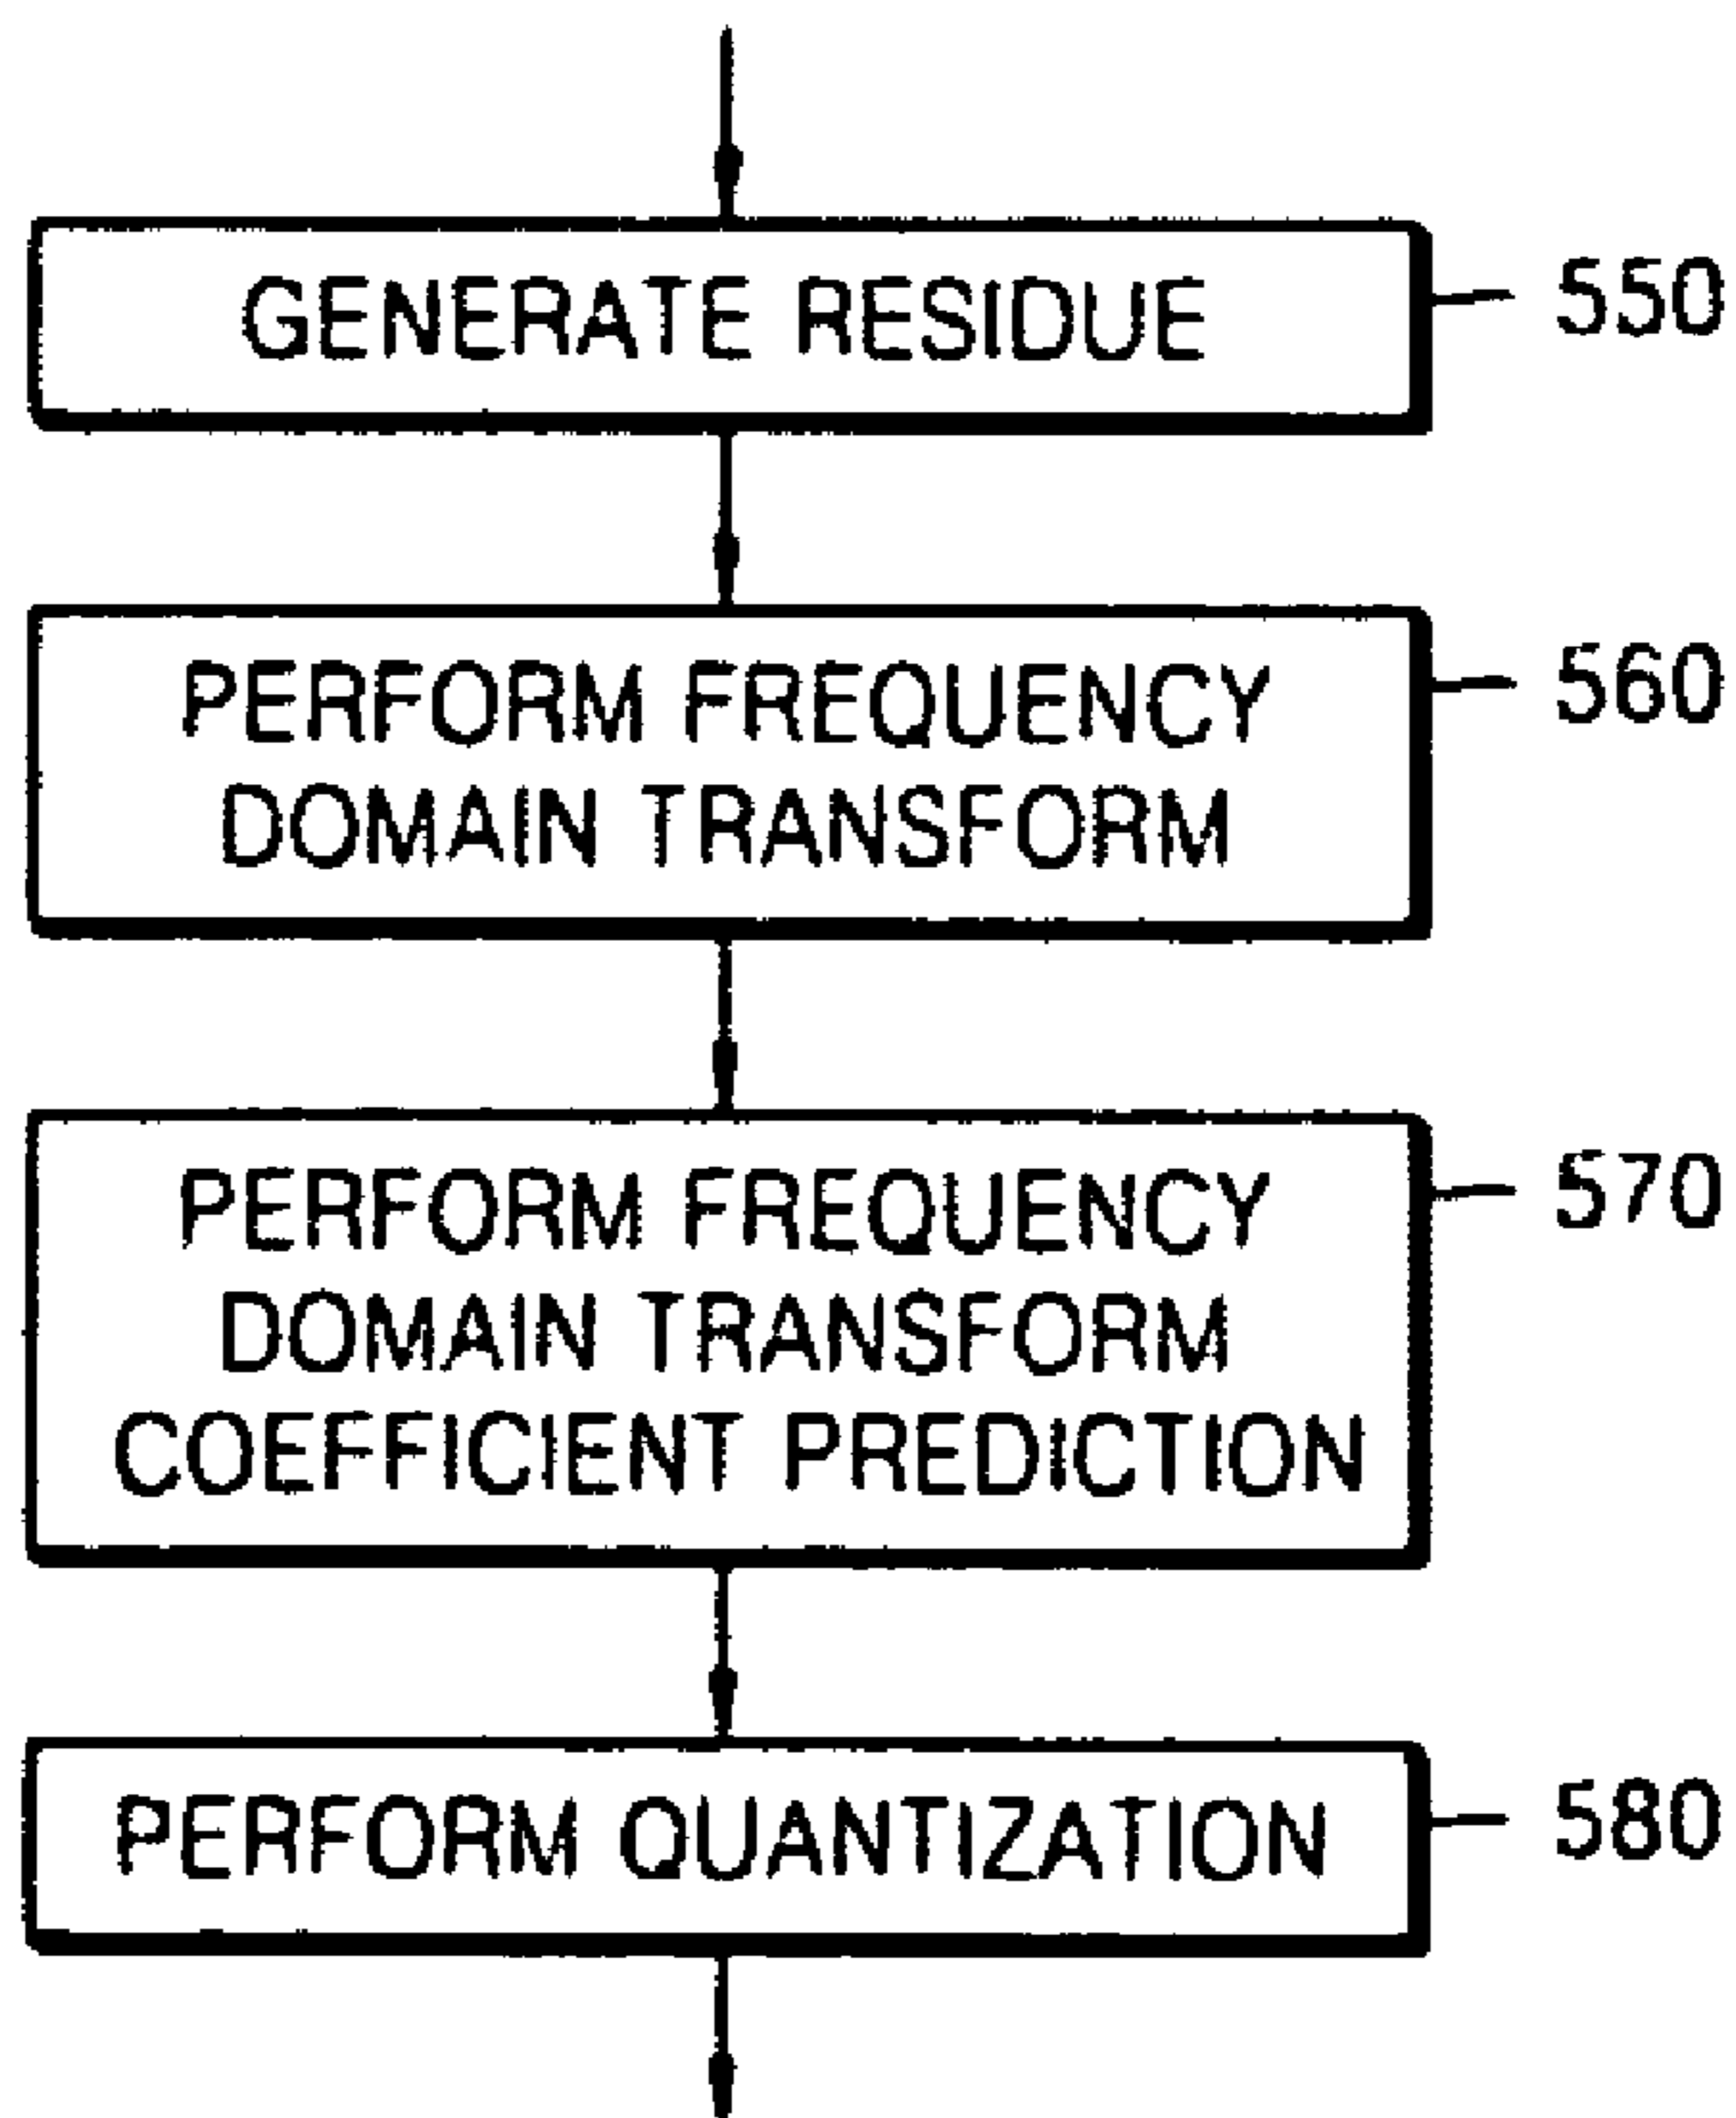 GENERATE RESIDUE
550
PERFORM FREQUENCY
560
DOMAIN TRANSFORM
PERFORM FREQUENCY
570
DOMAIN TRANSFORM
COEFFICIENT PREDICTION
PERFORM QUANTIZATION
580